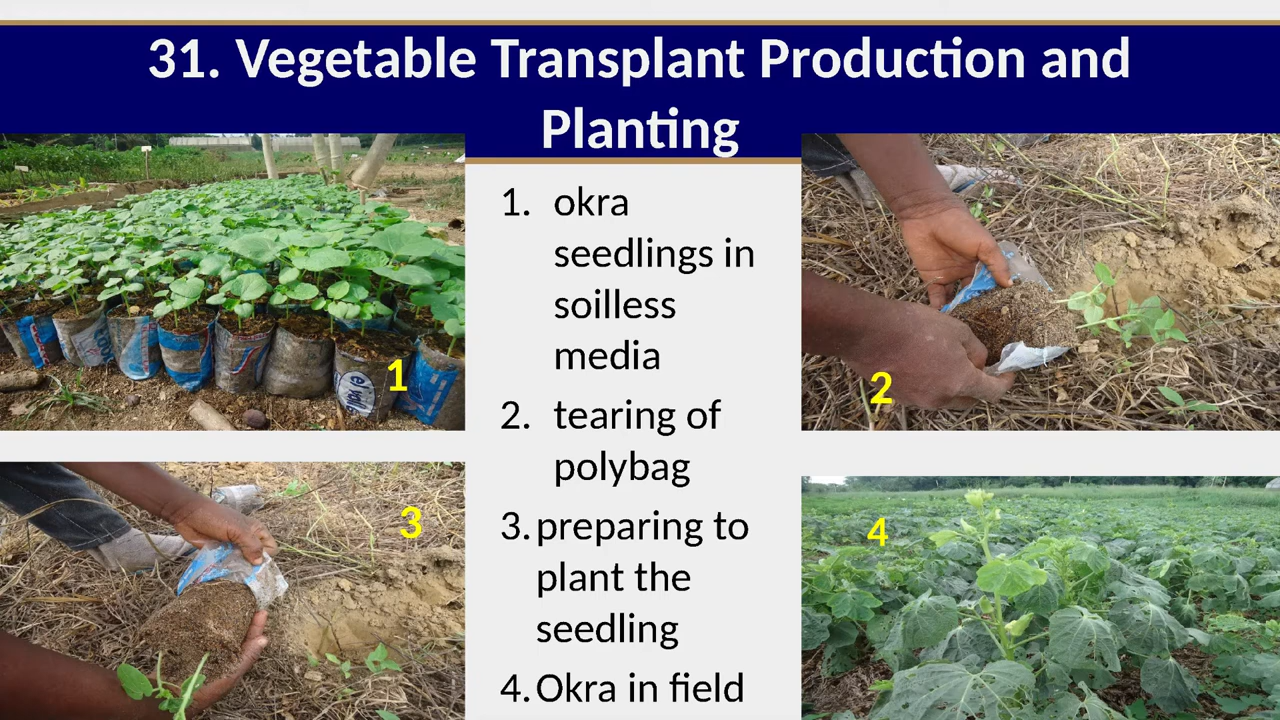 31. Vegetable Transplant Production and
Planting
1. okra
seedlings in
soilless
media
2. tearing of
polybag
3. preparing to
plant the
seedling
4. Okra in field
1
2
3
4